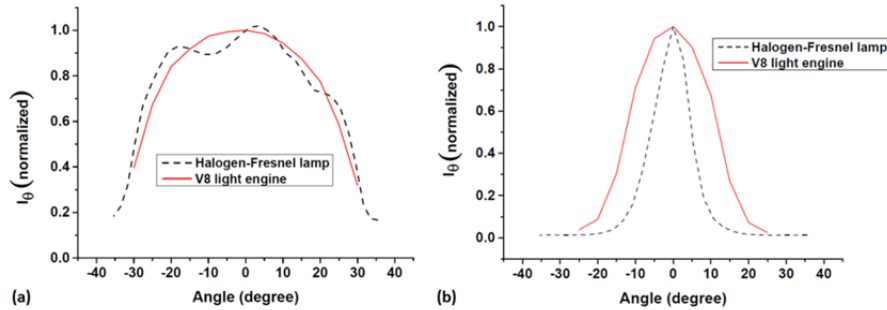 1.0
0.8
0.6
0.4
0.2
0.0
I θ (normalized)
Halogen-Fresnel lamp
V8 light engine
-40 -30 -20 -10 0 10 20 30 40
(a)
Angle (degree)
1.0
0.8
0.6
0.4
0.2
0.0
I θ (normalized)
Halogen-Fresnel lamp
V8 light engine
-40 -30 -20 -10 0 10 20 30 40
(b)
Angle (degree)